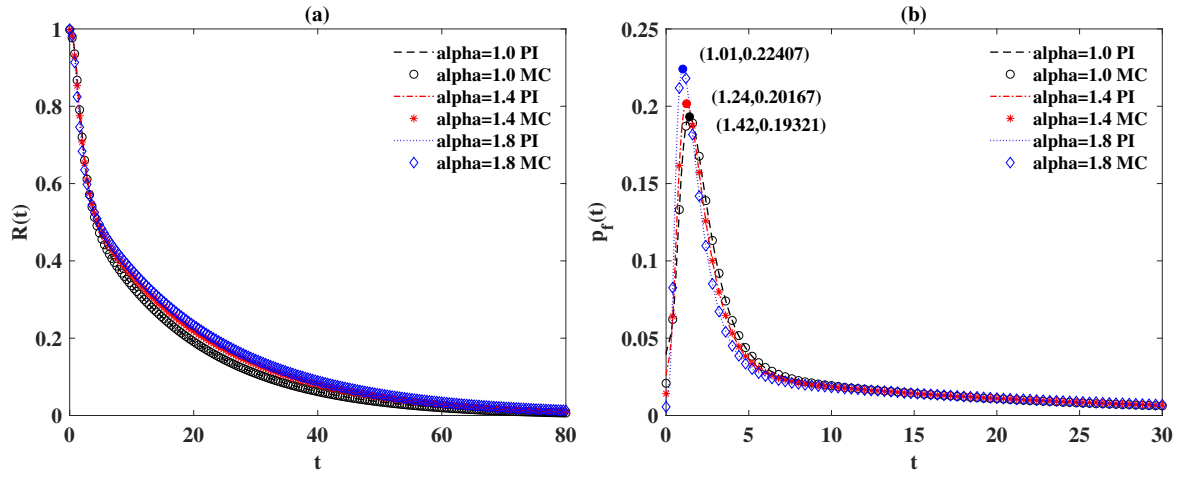 (a)
1
0.8
0.6
0.4
0.2
0
R(t)
0
20
40
60
80
t
alpha=1.0 PI
alpha=1.0 MC
alpha=1.4 PI
alpha=1.4 MC
alpha=1.8 PI
alpha=1.8 MC
(b)
0.25
0.2
0.15
0.1
0.05
0
p_f(t)
0
5
10
15
20
25
30
t
(1.01,0.22407)
(1.24,0.20167)
(1.42,0.19321)
alpha=1.0 PI
alpha=1.0 MC
alpha=1.4 PI
alpha=1.4 MC
alpha=1.8 PI
alpha=1.8 MC